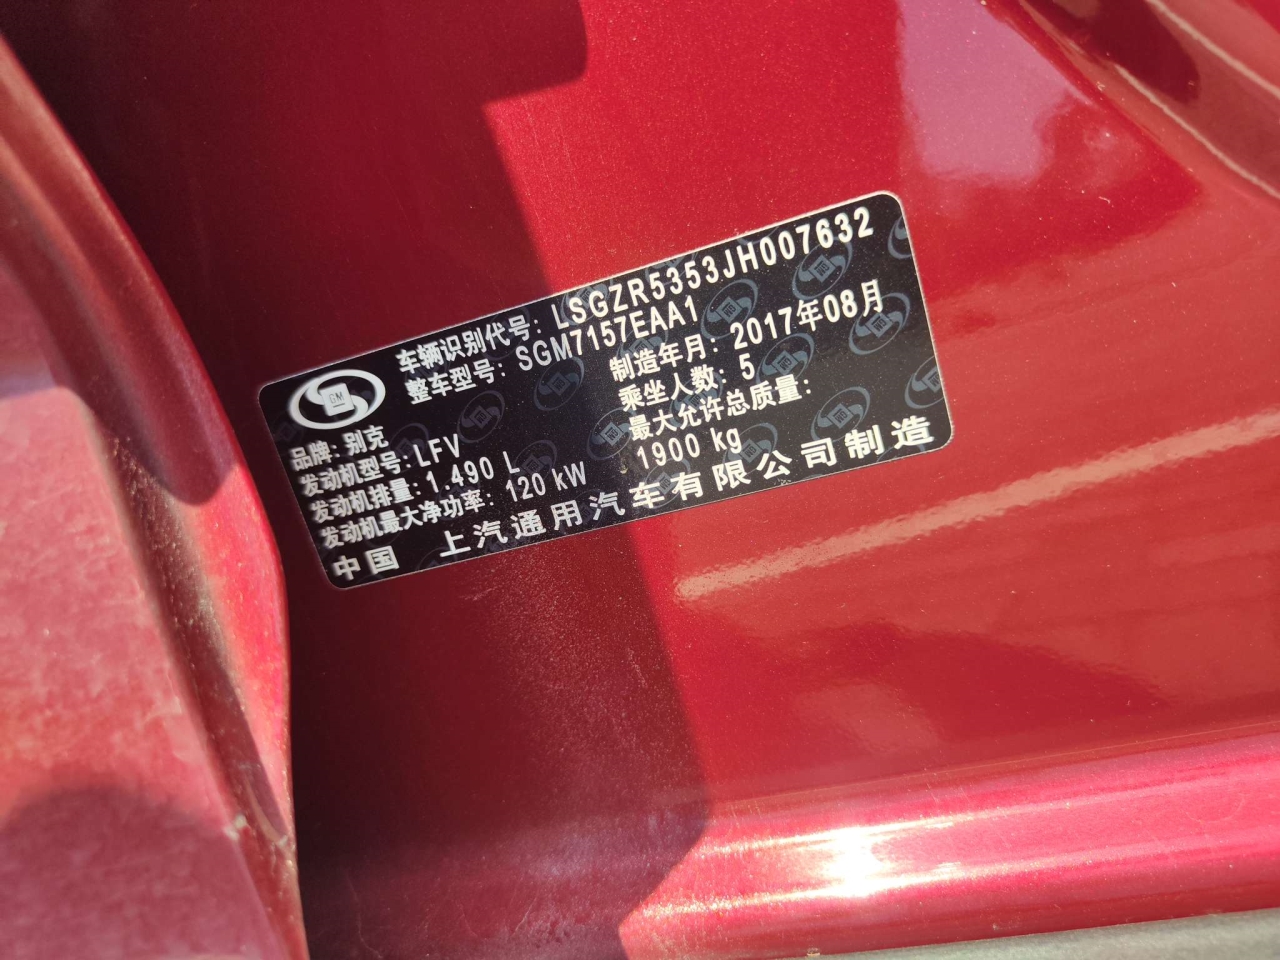 车辆识别代号: LSGZR5353JH007632
整车型号: SGM7157EAA1
GM
品牌: 别克
制造年月: 2017年08月
发动机型号: LFV
乘坐人数: 5
发动机排量: 1.490 L
最大允许总质量:
发动机最大净功率: 120 kW
1900 kg
中国 上汽通用汽车有限公司制造